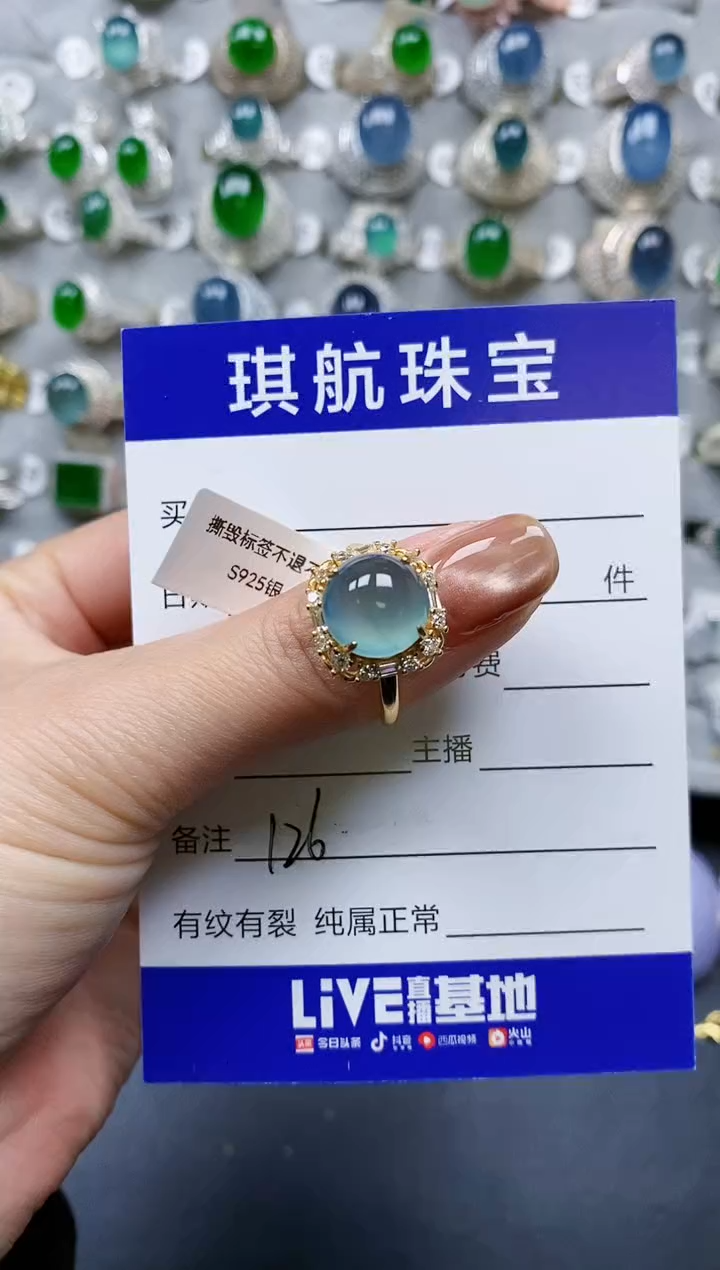 琪航珠宝
买
撕毁标签不退
S925银
件
费
主播
备注 126
有纹有裂 纯属正常
LiVE直播基地
头条 今日头条 抖音 西瓜视频 火山